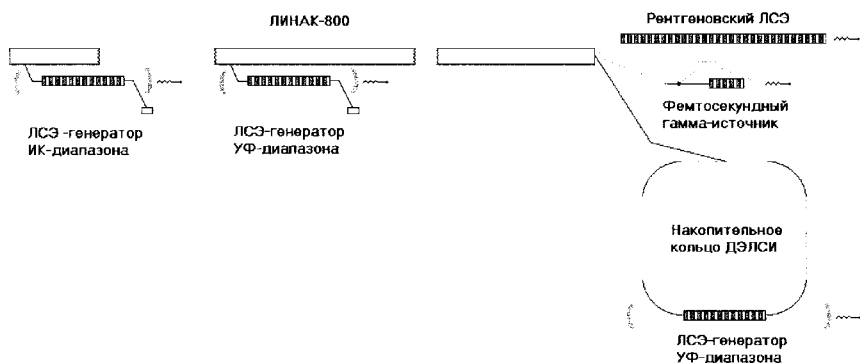 ЛИНАК-800
Рентгеновский ЛСЭ
ЛСЭ -генератор
ИК-диапазона
ЛСЭ-генератор
УФ-диапазона
Фемтосекундный
гамма-источник
Накопительное
кольцо ДЭЛСИ
ЛСЭ-генератор
УФ-диапазона